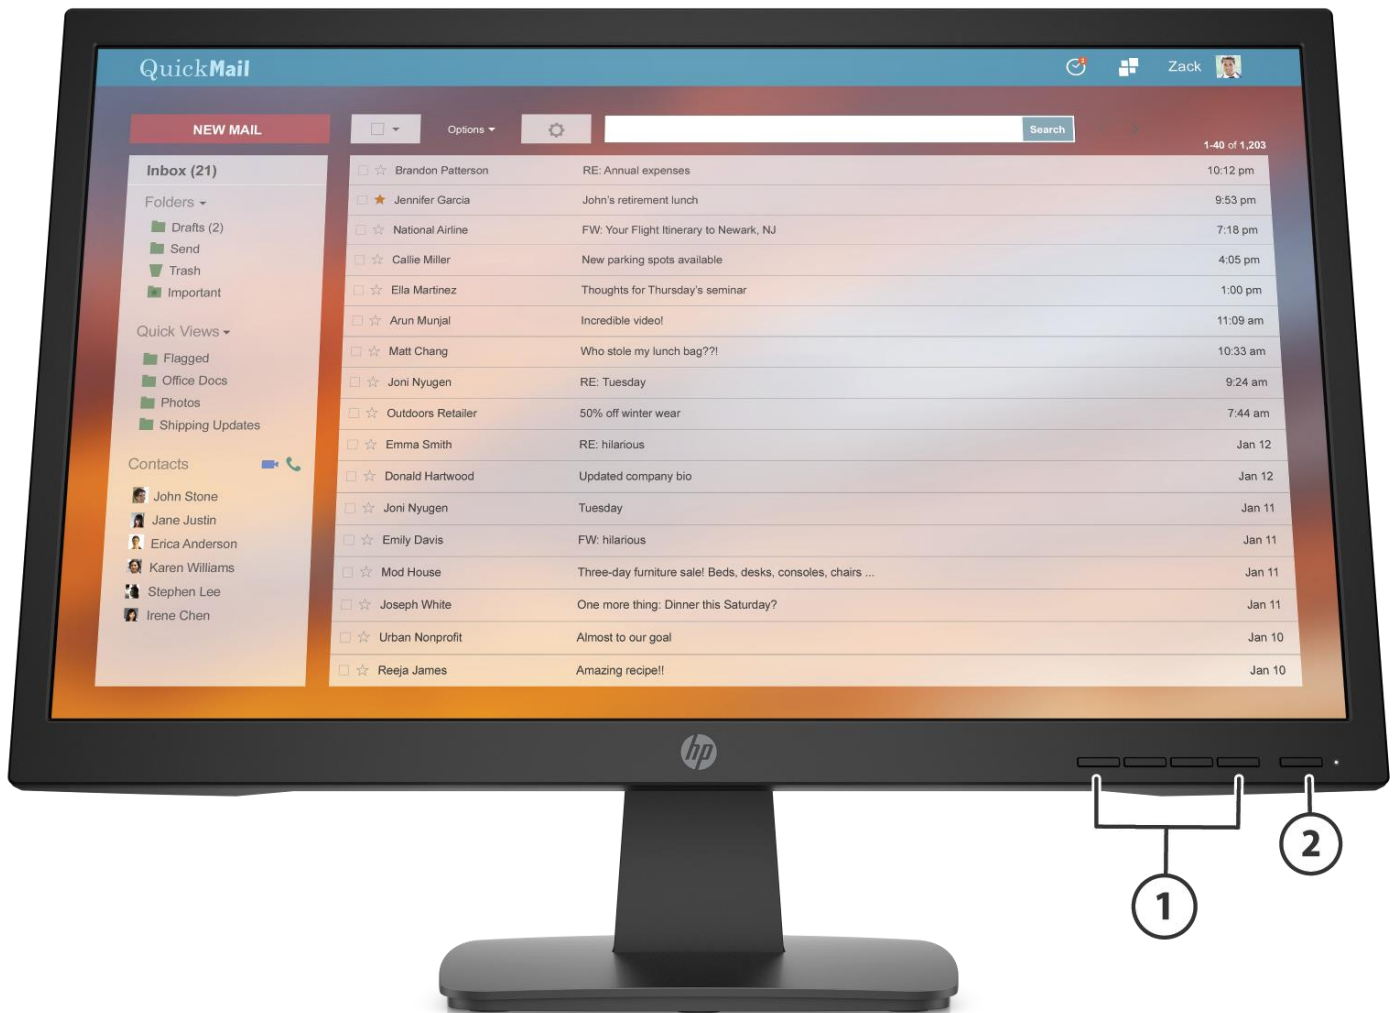 QuickMail
Zack
NEW MAIL
Options
Search
1-40 of 1,203
Inbox (21)
Folders
Drafts (2)
Send
Trash
Important
Quick Views
Flagged
Office Docs
Photos
Shipping Updates
Contacts
John Stone
Jane Justin
Erica Anderson
Karen Williams
Stephen Lee
Irene Chen
Brandon Patterson RE: Annual expenses 10:12 pm
Jennifer Garcia John's retirement lunch 9:53 pm
National Airline FW: Your Flight Itinerary to Newark, NJ 7:18 pm
Callie Miller New parking spots available 4:05 pm
Ella Martinez Thoughts for Thursday's seminar 1:00 pm
Arun Munjal Incredible video! 11:09 am
Matt Chang Who stole my lunch bag??! 10:33 am
Joni Nyugen RE: Tuesday 9:24 am
Outdoors Retailer 50% off winter wear 7:44 am
Emma Smith RE: hilarious Jan 12
Donald Hartwood Updated company bio Jan 12
Joni Nyugen Tuesday Jan 11
Emily Davis FW: hilarious Jan 11
Mod House Three-day furniture sale! Beds, desks, consoles, chairs ... Jan 11
Joseph White One more thing: Dinner this Saturday? Jan 11
Urban Nonprofit Almost to our goal Jan 10
Reeja James Amazing recipe!! Jan 10
hp
1
2